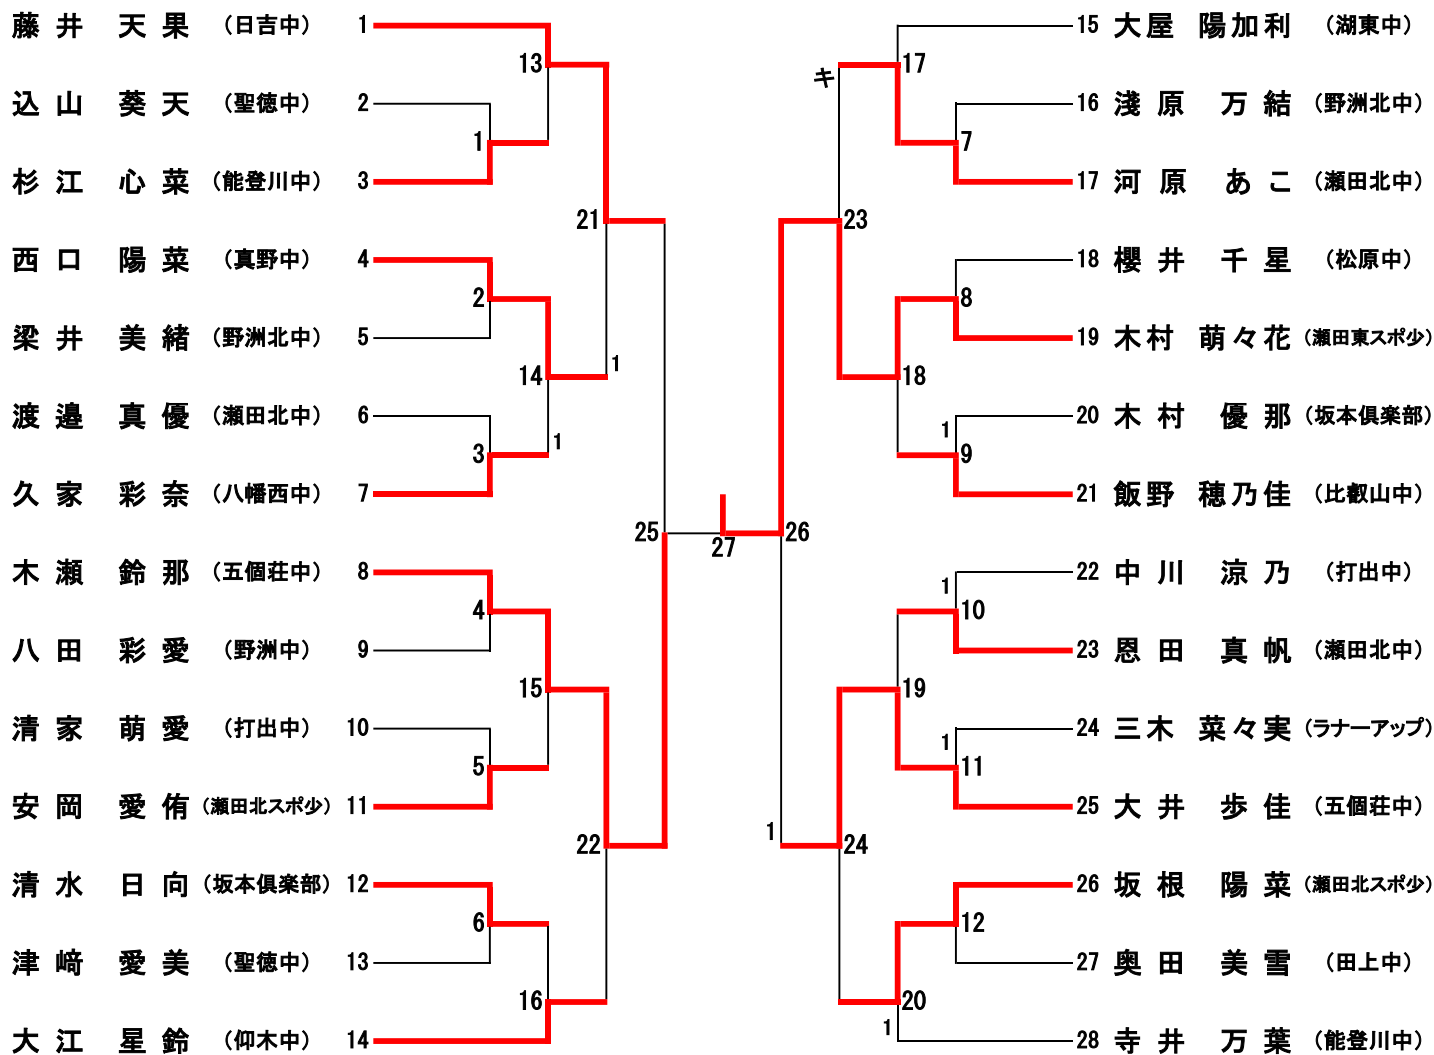 藤井 天果 （日吉中） 1
込山 葵天 （聖徳中） 2
杉江 心菜 （能登川中） 3
西口 陽菜 （真野中） 4
梁井 美緒 （野洲北中） 5
渡邉 真優 （瀬田北中） 6
久家 彩奈 （八幡西中） 7
木瀬 鈴那 （五個荘中） 8
八田 彩愛 （野洲中） 9
清家 萌愛 （打出中） 10
安岡 愛侑 （瀬田北スポ少） 11
清水 日向 （坂本倶楽部） 12
津﨑 愛美 （聖徳中） 13
大江 星鈴 （仰木中） 14
13
1
21
2
14
1
3
1
25
4
15
5
22
6
16
27
26
キ
17
7
23
8
18
1
9
1
10
19
1
11
1
24
12
20
1
15 大屋 陽加利 （湖東中）
16 淺原 万結 （野洲北中）
17 河原 あこ （瀬田北中）
18 櫻井 千星 （松原中）
19 木村 萌々花 （瀬田東スポ少）
20 木村 優那 （坂本倶楽部）
21 飯野 穂乃佳 （比叡山中）
22 中川 涼乃 （打出中）
23 恩田 真帆 （瀬田北中）
24 三木 菜々実 （ラナーアップ）
25 大井 歩佳 （五個荘中）
26 坂根 陽菜 （瀬田北スポ少）
27 奥田 美雪 （田上中）
28 寺井 万葉 （能登川中）